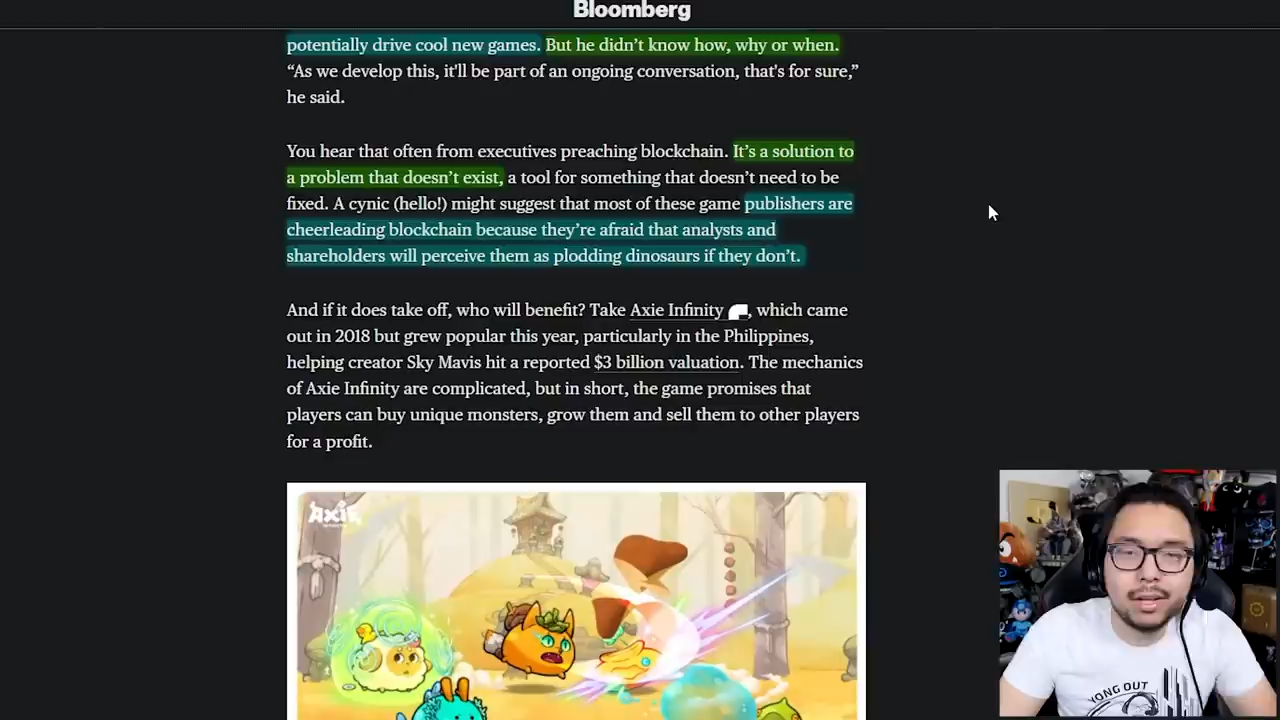 Bloomberg
potentially drive cool new games. But he didn’t know how, why or when.
“As we develop this, it'll be part of an ongoing conversation, that's for sure,”
he said.
You hear that often from executives preaching blockchain. It’s a solution to
a problem that doesn’t exist, a tool for something that doesn’t need to be
fixed. A cynic (hello!) might suggest that most of these game publishers are
cheerleading blockchain because they’re afraid that analysts and
shareholders will perceive them as plodding dinosaurs if they don’t.
And if it does take off, who will benefit? Take Axie Infinity, which came
out in 2018 but grew popular this year, particularly in the Philippines,
helping creator Sky Mavis hit a reported $3 billion valuation. The mechanics
of Axie Infinity are complicated, but in short, the game promises that
players can buy unique monsters, grow them and sell them to other players
for a profit.
Axie
YONG OUT